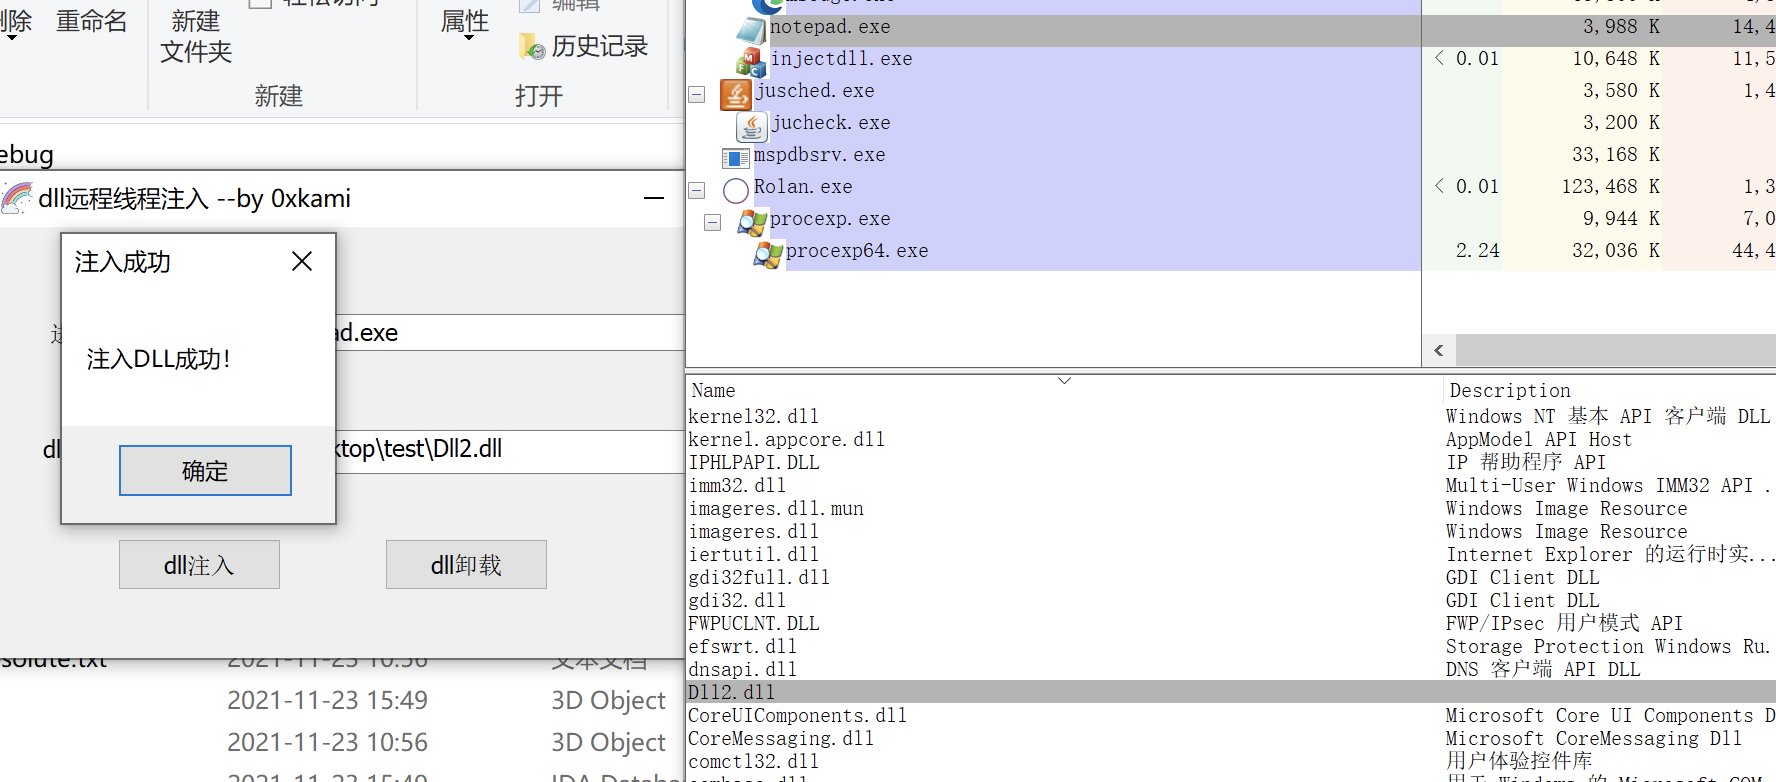 重命名
新建
文件夹
新建
属性
历史记录
打开
ebug
dll远程线程注入 --by 0xkami
注入成功
注入DLL成功!
确定
ad.exe
ktop\test\Dll2.dll
dll注入
dll卸载
2021-11-23 15:49
3D Object
2021-11-23 10:56
3D Object
notepad.exe 3,988 K 14,4
injectdll.exe < 0.01 10,648 K 11,5
jusched.exe 3,580 K 1,4
jucheck.exe 3,200 K
mspdbsrv.exe 33,168 K
Rolan.exe < 0.01 123,468 K 1,3
procexp.exe 9,944 K 7,0
procexp64.exe 2.24 32,036 K 44,4
Name Description
kernel32.dll Windows NT 基本 API 客户端 DLL
kernel.appcore.dll AppModel API Host
IPHLPAPI.DLL IP 帮助程序 API
imm32.dll Multi-User Windows IMM32 API .
imageres.dll.mun Windows Image Resource
imageres.dll Windows Image Resource
iertutil.dll Internet Explorer 的运行时实...
gdi32full.dll GDI Client DLL
gdi32.dll GDI Client DLL
FWPUCLNT.DLL FWP/IPsec 用户模式 API
efswrt.dll Storage Protection Windows Ru.
dnsapi.dll DNS 客户端 API DLL
Dll2.dll
CoreUIComponents.dll Microsoft Core UI Components D
CoreMessaging.dll Microsoft CoreMessaging Dll
comctl32.dll 用户体验控件库